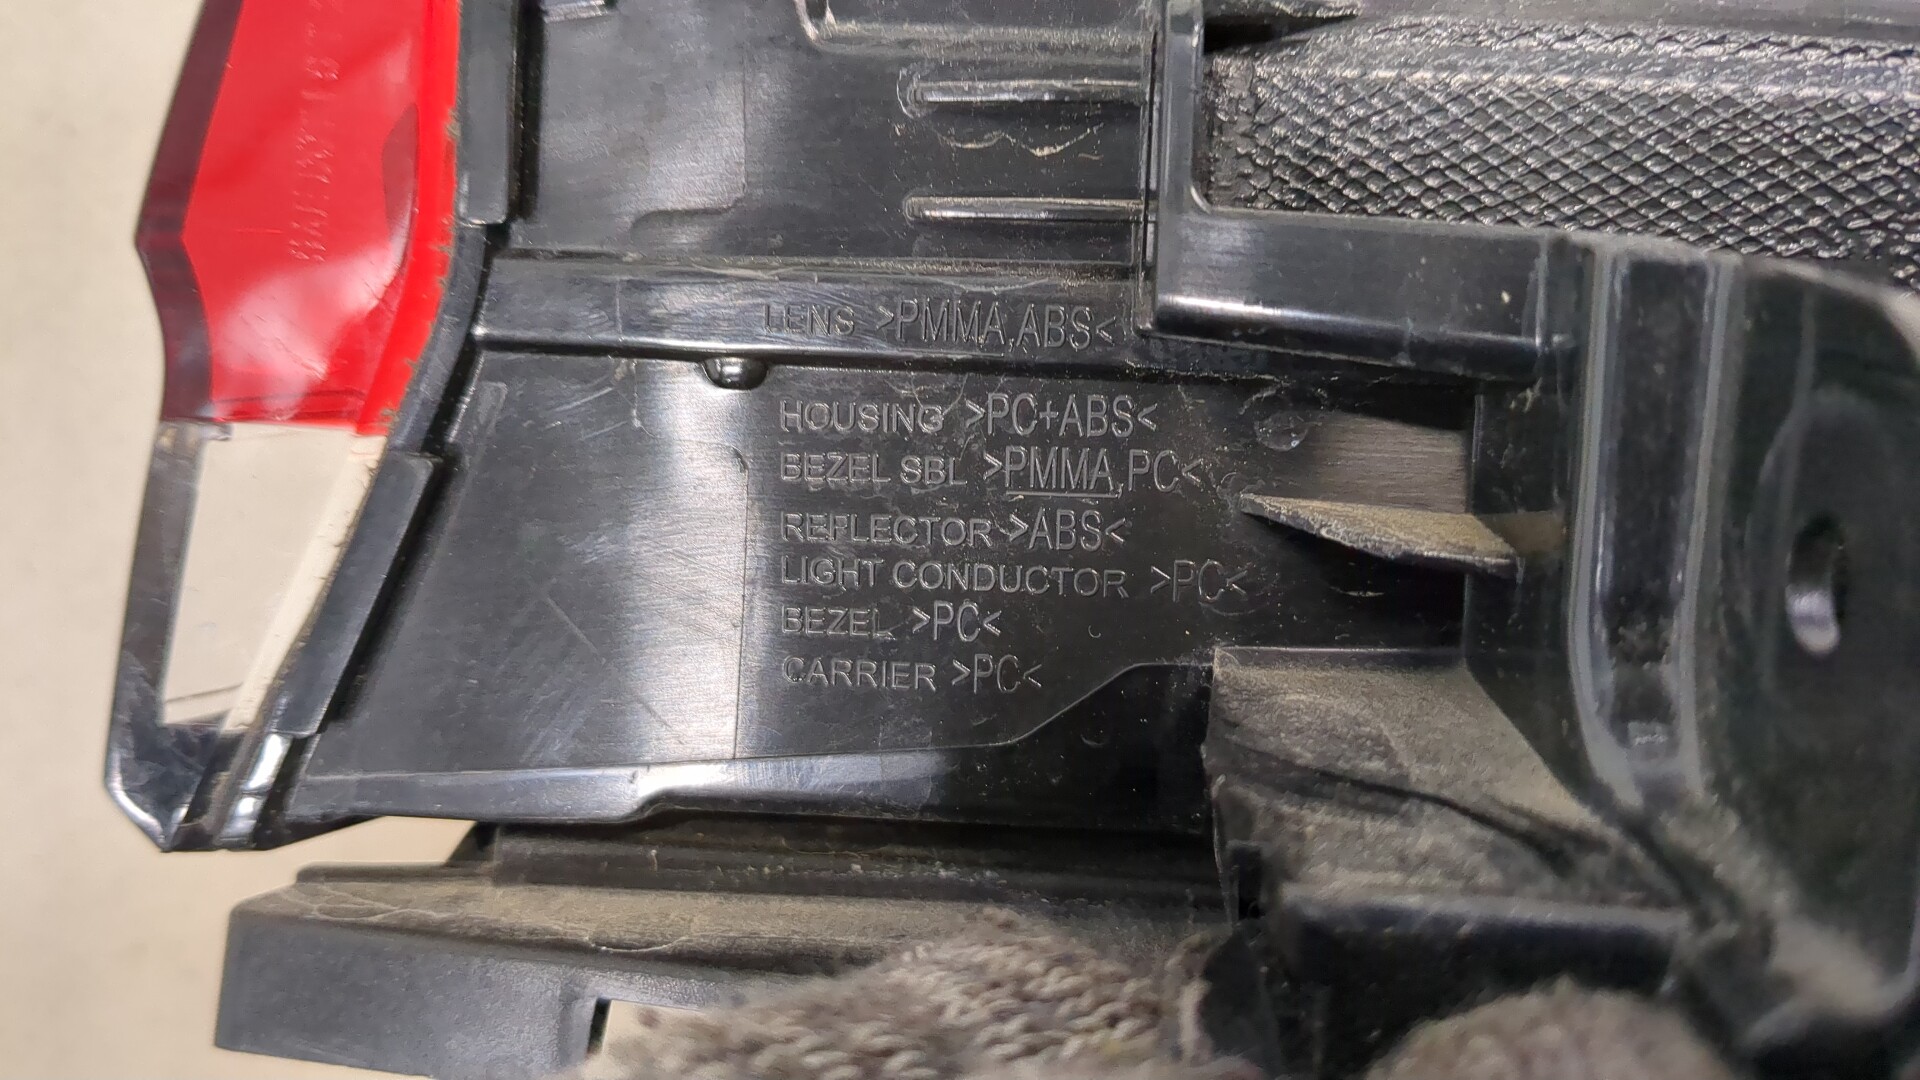 LENS >PMMA,ABS<
HOUSING >PC+ABS<
BEZEL SBL >PMMA,PC<
REFLECTOR >ABS<
LIGHT CONDUCTOR >PC<
BEZEL >PC<
CARRIER >PC<